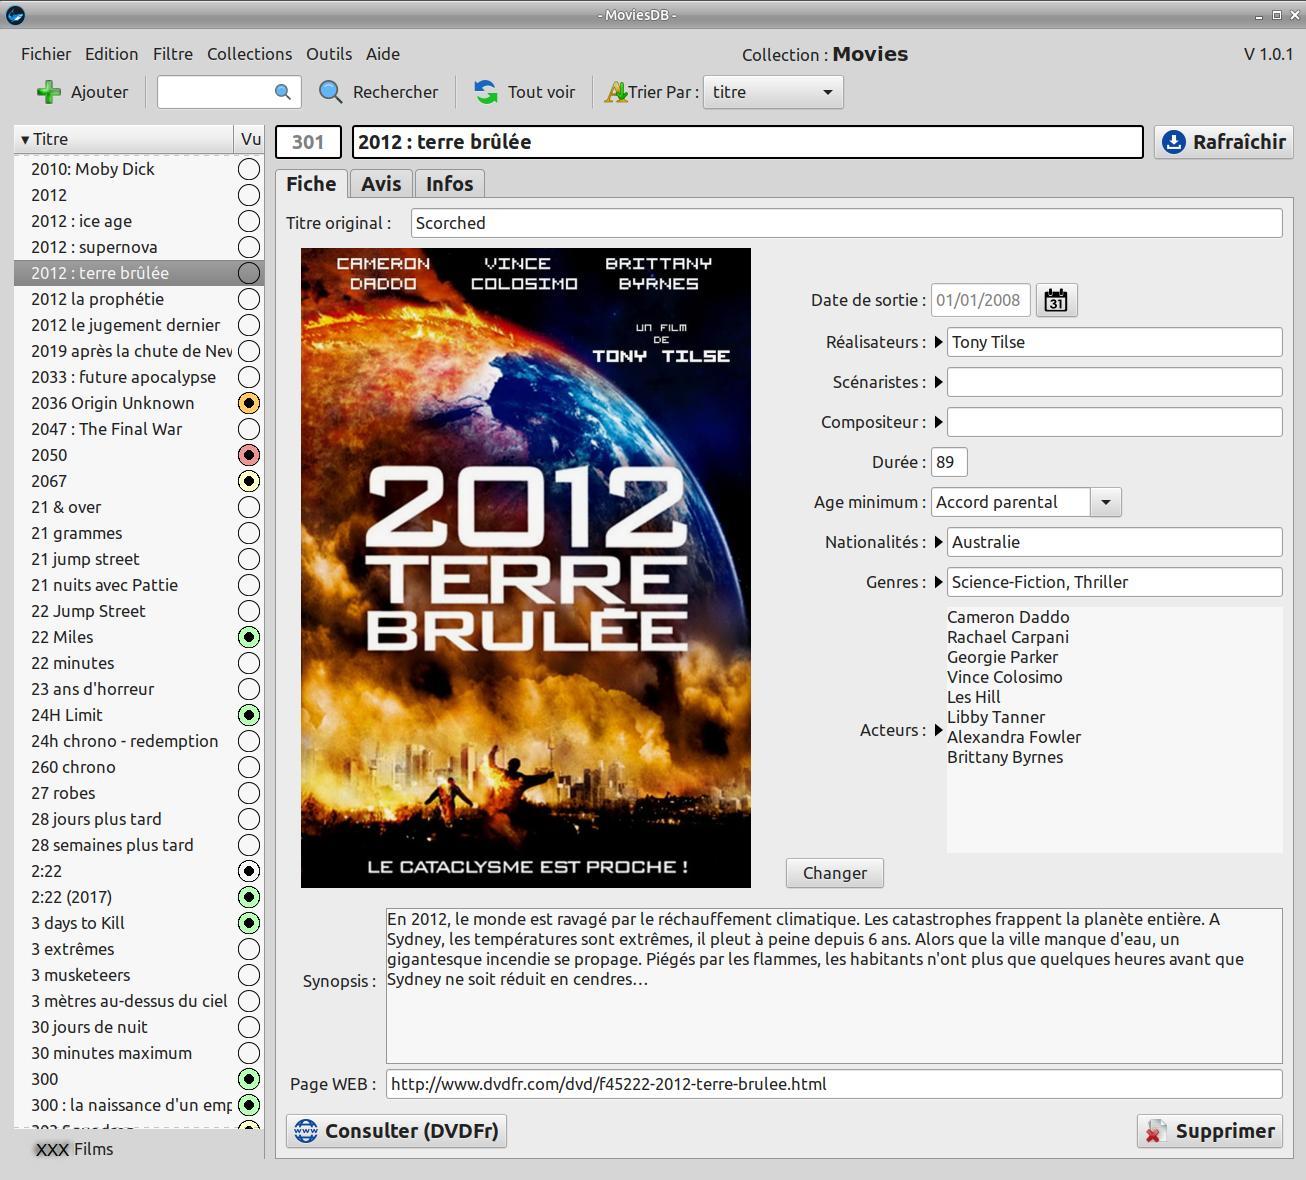 - MoviesDB -
Fichier Edition Filtre Collections Outils Aide
Collection : Movies
V 1.0.1
Ajouter
Rechercher
Tout voir
Trier Par :
titre
Titre
Vu
2010: Moby Dick
2012
2012 : ice age
2012 : supernova
2012 : terre brûlée
2012 la prophétie
2012 le jugement dernier
2019 après la chute de Nev
2033 : future apocalypse
2036 Origin Unknown
2047 : The Final War
2050
2067
21 & over
21 grammes
21 jump street
21 nuits avec Pattie
22 Jump Street
22 Miles
22 minutes
23 ans d'horreur
24H Limit
24h chrono - redemption
260 chrono
27 robes
28 jours plus tard
28 semaines plus tard
2:22
2:22 (2017)
3 days to Kill
3 extrêmes
3 musketeers
3 mètres au-dessus du ciel
30 jours de nuit
30 minutes maximum
300
300 : la naissance d'un emp
XXX Films
301
2012 : terre brûlée
Rafraîchir
Fiche
Avis
Infos
Titre original :
Scorched
CAMERON DADDO
VINCE COLOSIMO
BRITTANY BYRNES
UN FILM
DE
TONY TILSE
2012
TERRE
BRULÉE
LE CATACLYSME EST PROCHE !
Date de sortie :
01/01/2008
31
Réalisateurs :
Tony Tilse
Scénaristes :
Compositeur :
Durée :
89
Age minimum :
Accord parental
Nationalités :
Australie
Genres :
Science-Fiction, Thriller
Acteurs :
Cameron Daddo
Rachael Carpani
Georgie Parker
Vince Colosimo
Les Hill
Libby Tanner
Alexandra Fowler
Brittany Byrnes
Changer
Synopsis :
En 2012, le monde est ravagé par le réchauffement climatique. Les catastrophes frappent la planète entière. A
Sydney, les températures sont extrêmes, il pleut à peine depuis 6 ans. Alors que la ville manque d'eau, un
gigantesque incendie se propage. Piégés par les flammes, les habitants n'ont plus que quelques heures avant que
Sydney ne soit réduit en cendres…
Page WEB :
http://www.dvdfr.com/dvd/f45222-2012-terre-brulee.html
Consulter (DVDFr)
Supprimer